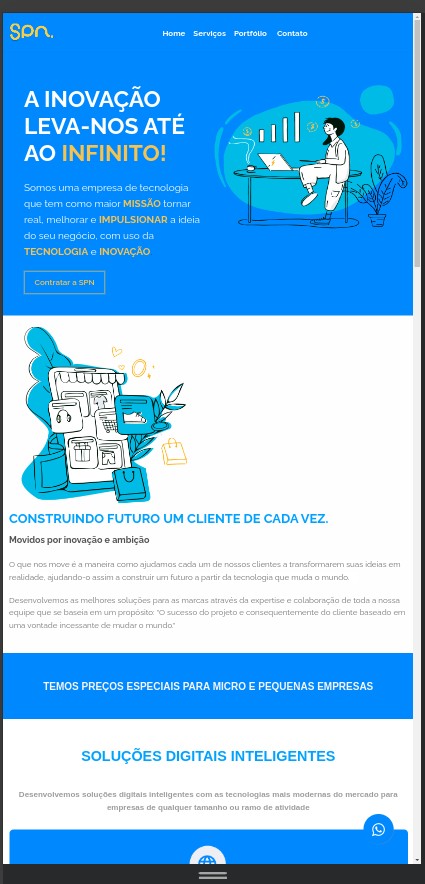 Spn.
Home Serviços Portfólio Contato
A INOVAÇÃO
LEVA-NOS ATÉ
AO INFINITO!
Somos uma empresa de tecnologia
que tem como maior MISSÃO tornar
real, melhorar e IMPULSIONAR a ideia
do seu negócio, com uso da
TECNOLOGIA e INOVAÇÃO
Contratar a SPN
CONSTRUINDO FUTURO UM CLIENTE DE CADA VEZ.
Movidos por inovação e ambição
O que nos move é a maneira como ajudamos cada um de nossos clientes a transformarem suas ideias em
realidade, ajudando-o assim a construir um futuro a partir da tecnologia que muda o mundo.
Desenvolvemos as melhores soluções para as marcas através da expertise e colaboração de toda a nossa
equipe que se baseia em um propósito: "O sucesso do projeto e consequentemente do cliente baseado em
uma vontade incessante de mudar o mundo."
TEMOS PREÇOS ESPECIAIS PARA MICRO E PEQUENAS EMPRESAS
SOLUÇÕES DIGITAIS INTELIGENTES
Desenvolvemos soluções digitais inteligentes com as tecnologias mais modernas do mercado para
empresas de qualquer tamanho ou ramo de atividade